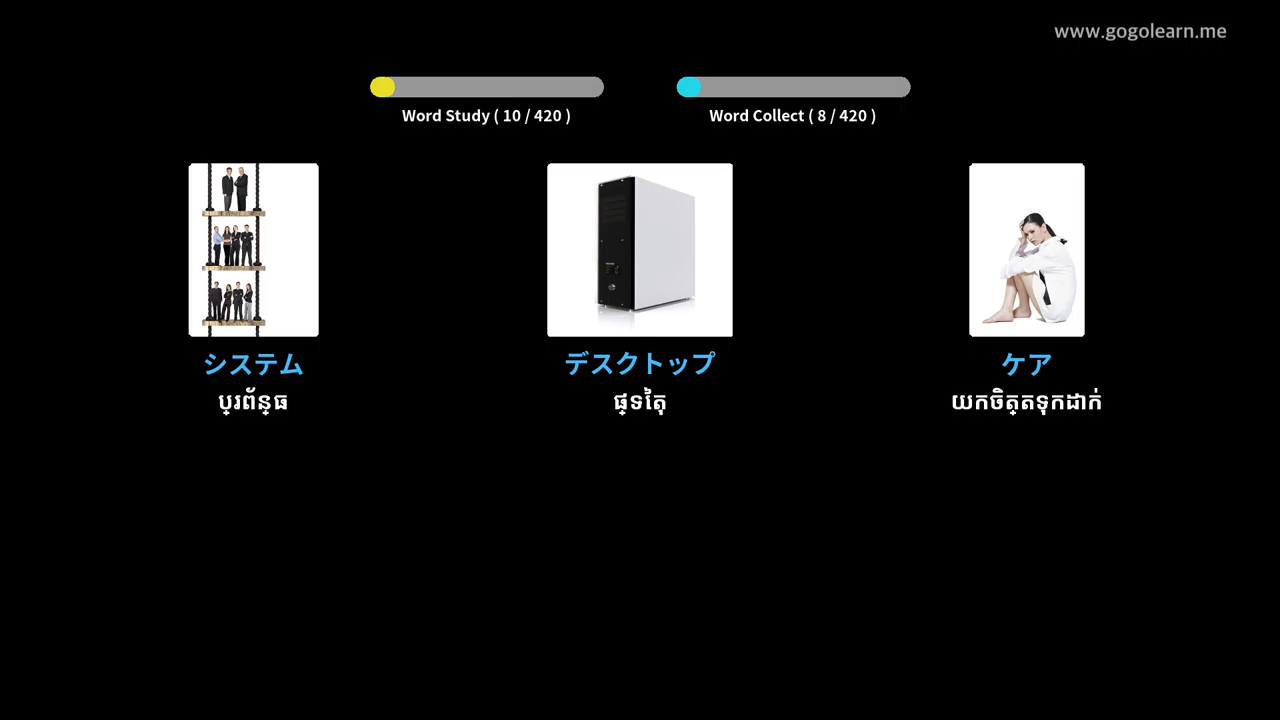 www.gogolearn.me
Word Study ( 10 / 420 )
Word Collect ( 8 / 420 )
システム
デスクトップ
ケア
ប្រព័ន្ធ
ផ្ទៃតុ
យកចិត្តទុកដាក់